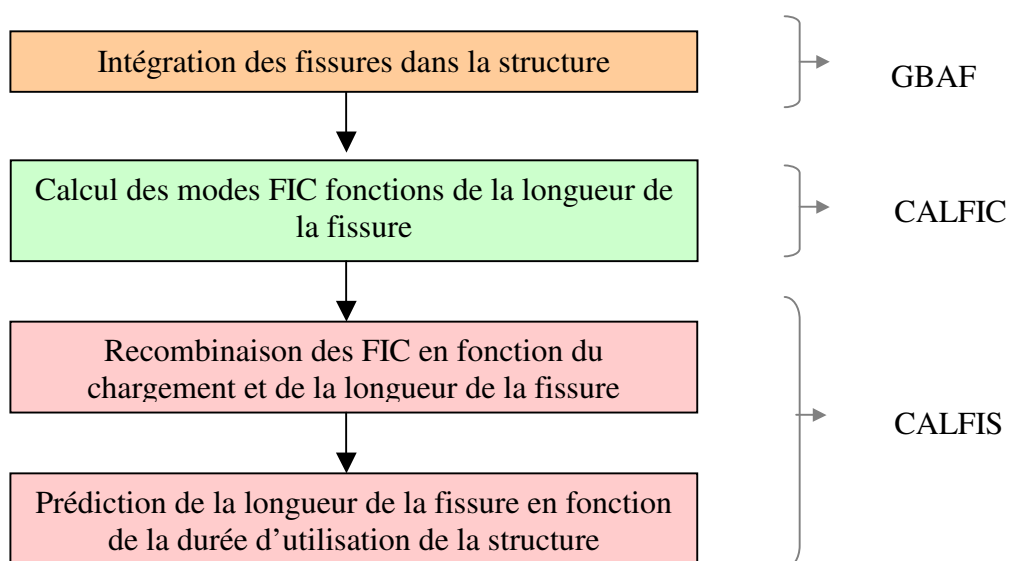 Intégration des fissures dans la structure
GBAF
Calcul des modes FIC fonctions de la longueur de
la fissure
CALFIC
Recombinaison des FIC en fonction du
chargement et de la longueur de la fissure
CALFIS
Prédiction de la longueur de la fissure en fonction
de la durée d’utilisation de la structure